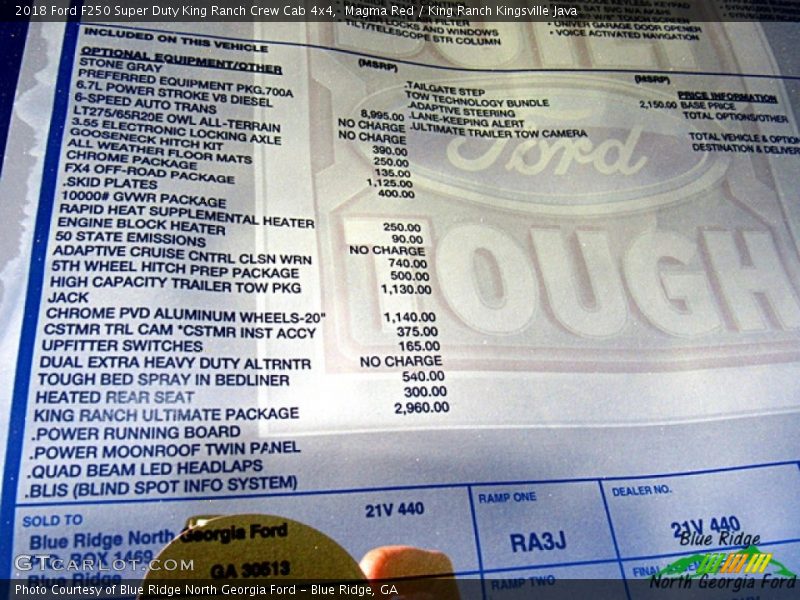 2018 Ford F250 Super Duty King Ranch Crew Cab 4x4, - Magma Red / King Ranch Kingsville Java
LOCKS AND WINDOWS
TILT/TELESCOPE STR COLUMN
UNIVER GARAGE DOOR OPENER
VOICE ACTIVATED NAVIGATION
INCLUDED ON THIS VEHICLE
(MSRP)
(MSRP)
OPTIONAL EQUIPMENT/OTHER
STONE GRAY
PREFERRED EQUIPMENT PKG.700A
6.7L POWER STROKE V8 DIESEL 8,995.00
6-SPEED AUTO TRANS NO CHARGE
LT275/65R20E OWL ALL-TERRAIN NO CHARGE
3.55 ELECTRONIC LOCKING AXLE 390.00
GOOSENECK HITCH KIT 250.00
ALL WEATHER FLOOR MATS 135.00
CHROME PACKAGE 1,125.00
FX4 OFF-ROAD PACKAGE 400.00
.SKID PLATES
10000# GVWR PACKAGE
RAPID HEAT SUPPLEMENTAL HEATER 250.00
ENGINE BLOCK HEATER 90.00
50 STATE EMISSIONS NO CHARGE
ADAPTIVE CRUISE CNTRL CLSN WRN 740.00
5TH WHEEL HITCH PREP PACKAGE 500.00
HIGH CAPACITY TRAILER TOW PKG 1,130.00
JACK
CHROME PVD ALUMINUM WHEELS-20" 1,140.00
CSTMR TRL CAM *CSTMR INST ACCY 375.00
UPFITTER SWITCHES 165.00
DUAL EXTRA HEAVY DUTY ALTRNTR NO CHARGE
TOUGH BED SPRAY IN BEDLINER 540.00
HEATED REAR SEAT 300.00
KING RANCH ULTIMATE PACKAGE 2,960.00
.POWER RUNNING BOARD
.POWER MOONROOF TWIN PANEL
.QUAD BEAM LED HEADLAPS
.BLIS (BLIND SPOT INFO SYSTEM)
.TAILGATE STEP
TOW TECHNOLOGY BUNDLE 2,150.00
.ADAPTIVE STEERING
.LANE-KEEPING ALERT
.ULTIMATE TRAILER TOW CAMERA
PRICE INFORMATION
BASE PRICE
TOTAL OPTIONS/OTHER
TOTAL VEHICLE &
DESTINATION &
Ford
TOUGH
SOLD TO
21V 440
Blue Ridge North Georgia Ford
BOX 1469
Blue Ridge
GA 30513
RAMP ONE
RA3J
RAMP TWO
DEALER NO.
21V 440
FINAL
Blue Ridge
North Georgia Ford
GTCarLot.com
Photo Courtesy of Blue Ridge North Georgia Ford - Blue Ridge, GA